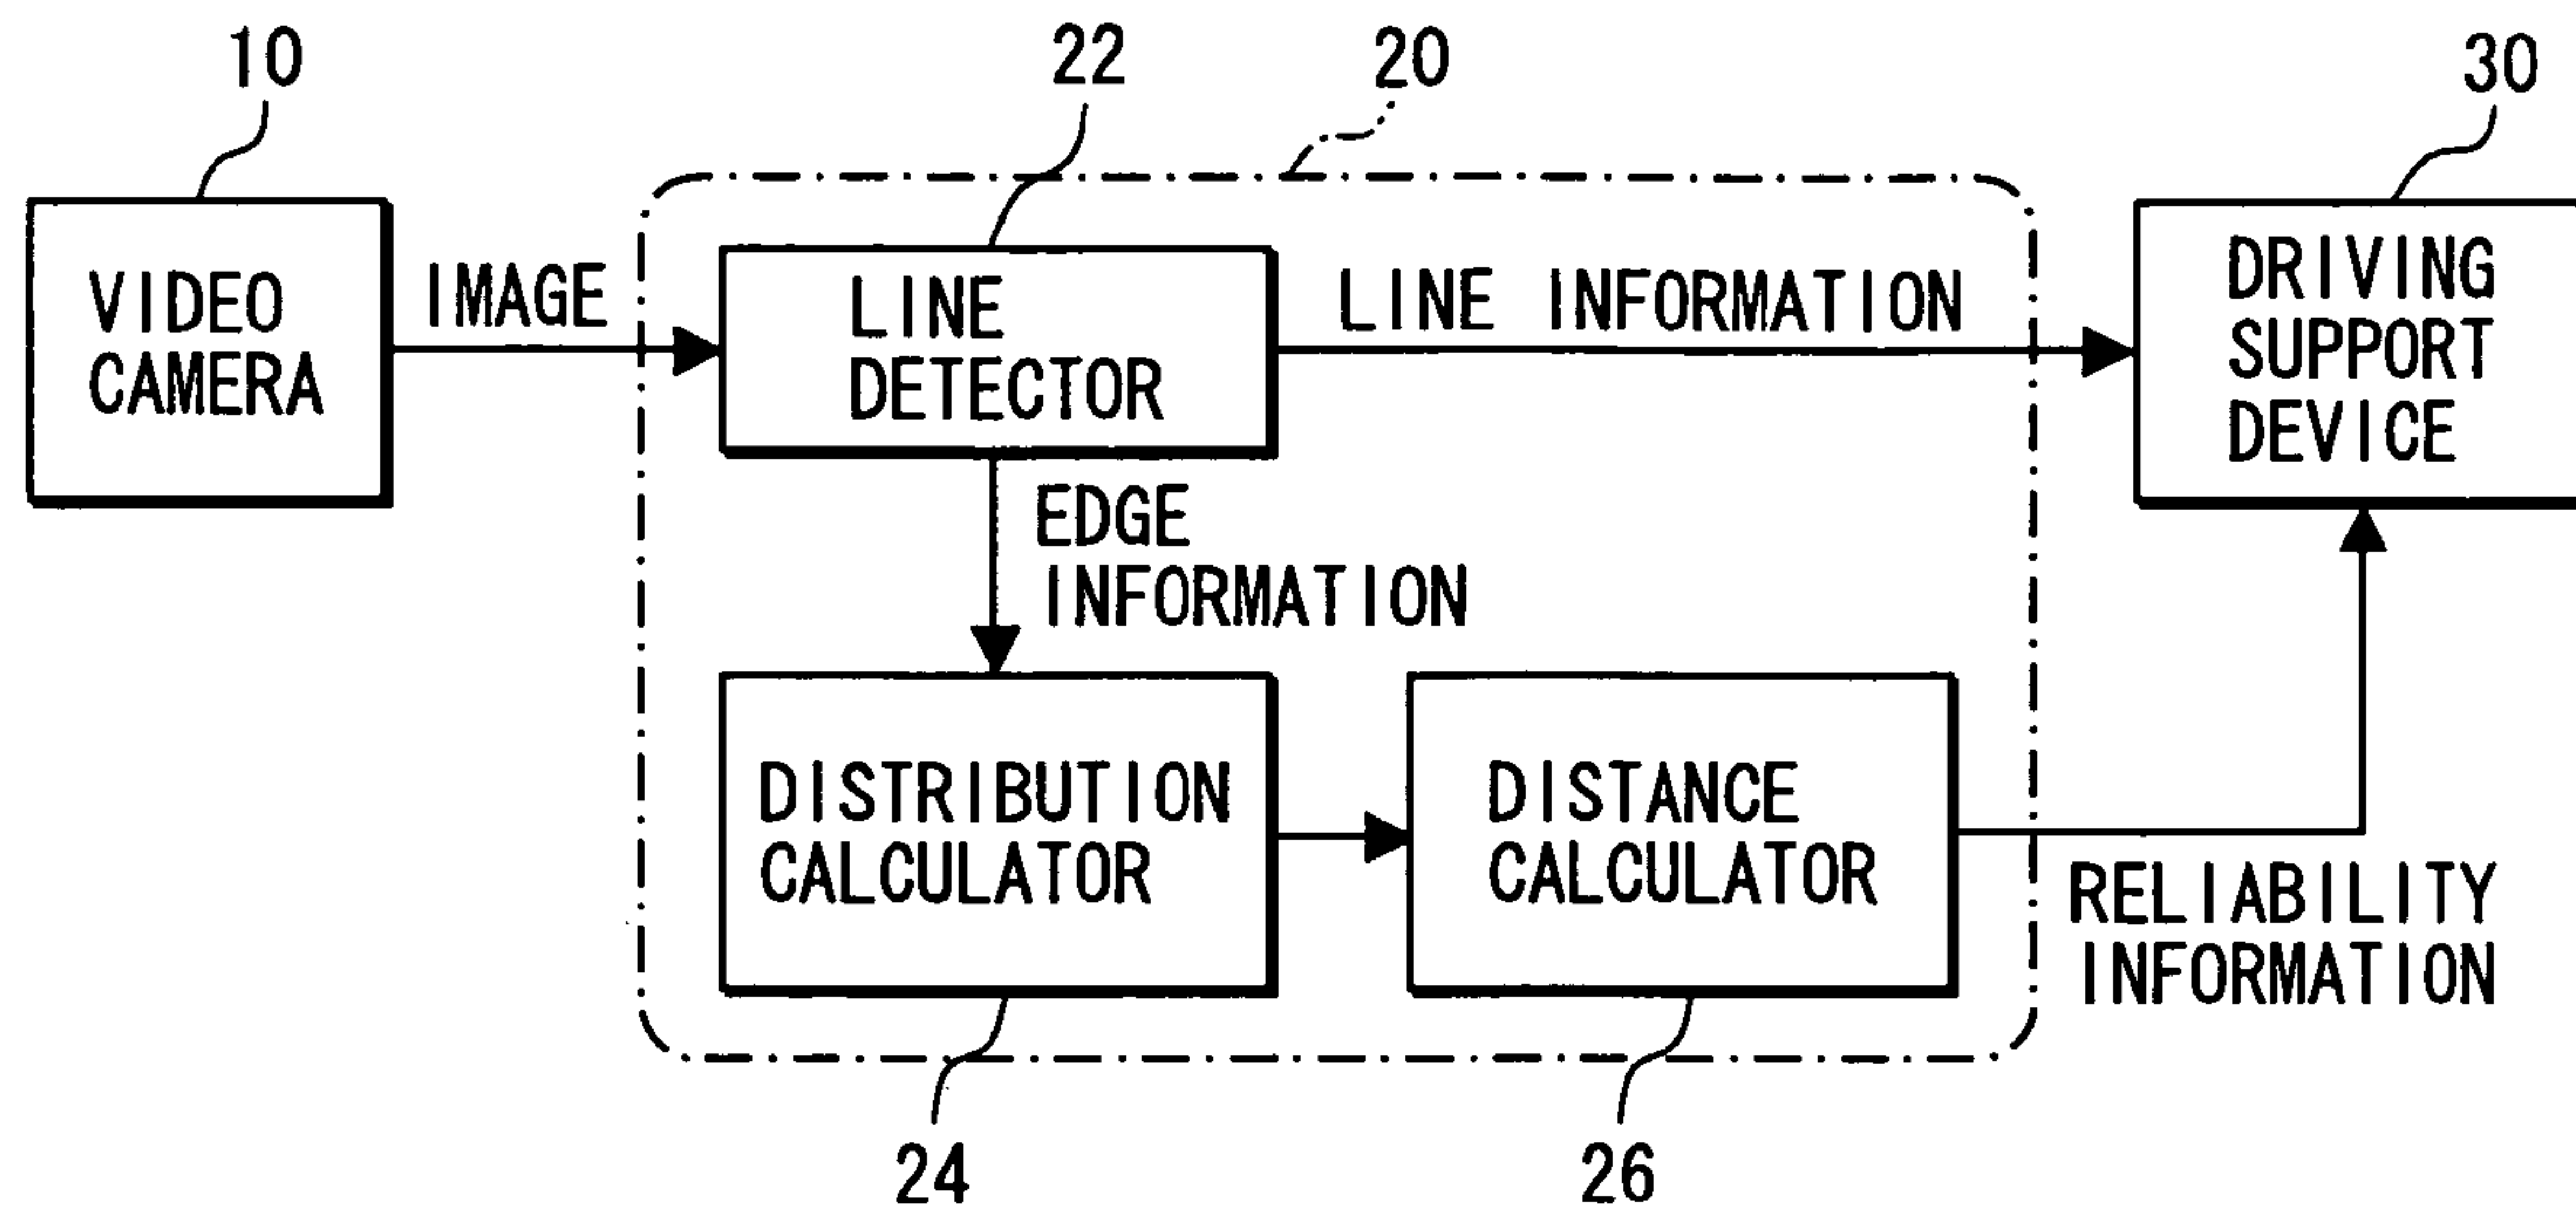 10
22
20
30
VIDEO
CAMERA
IMAGE
LINE
DETECTOR
LINE INFORMATION
DRIVING
SUPPORT
DEVICE
EDGE
INFORMATION
DISTRIBUTION
CALCULATOR
DISTANCE
CALCULATOR
RELIABILITY
INFORMATION
24
26